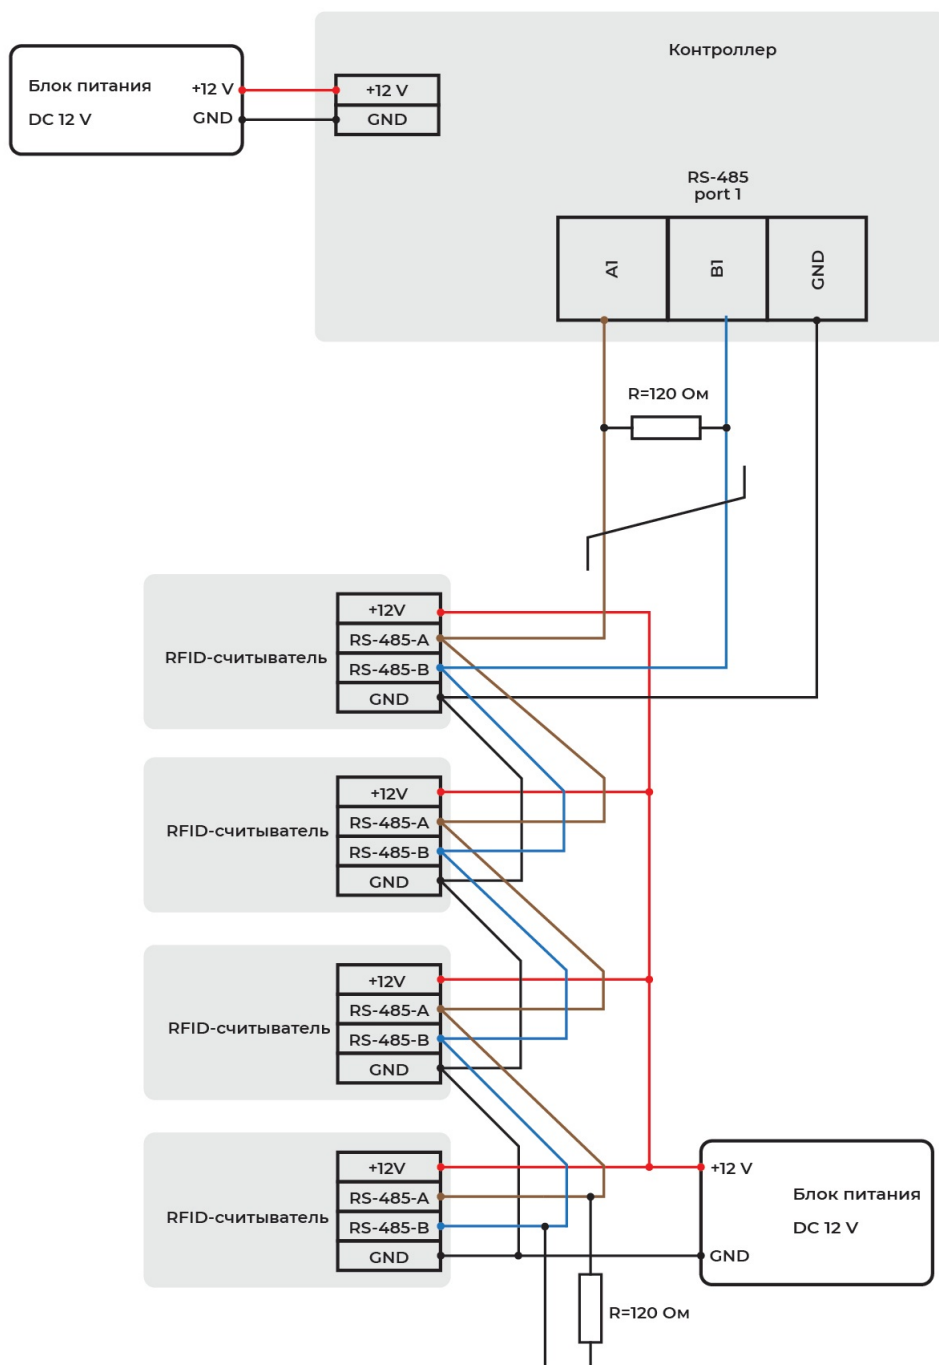 Контроллер
Блок питания
DC 12 V
+12 V
GND
+12 V
GND
RS-485
port 1
A1
B1
GND
R=120 Ом
RFID-считыватель
+12V
RS-485-A
RS-485-B
GND
RFID-считыватель
+12V
RS-485-A
RS-485-B
GND
RFID-считыватель
+12V
RS-485-A
RS-485-B
GND
RFID-считыватель
+12V
RS-485-A
RS-485-B
GND
+12 V
GND
Блок питания
DC 12 V
R=120 Ом